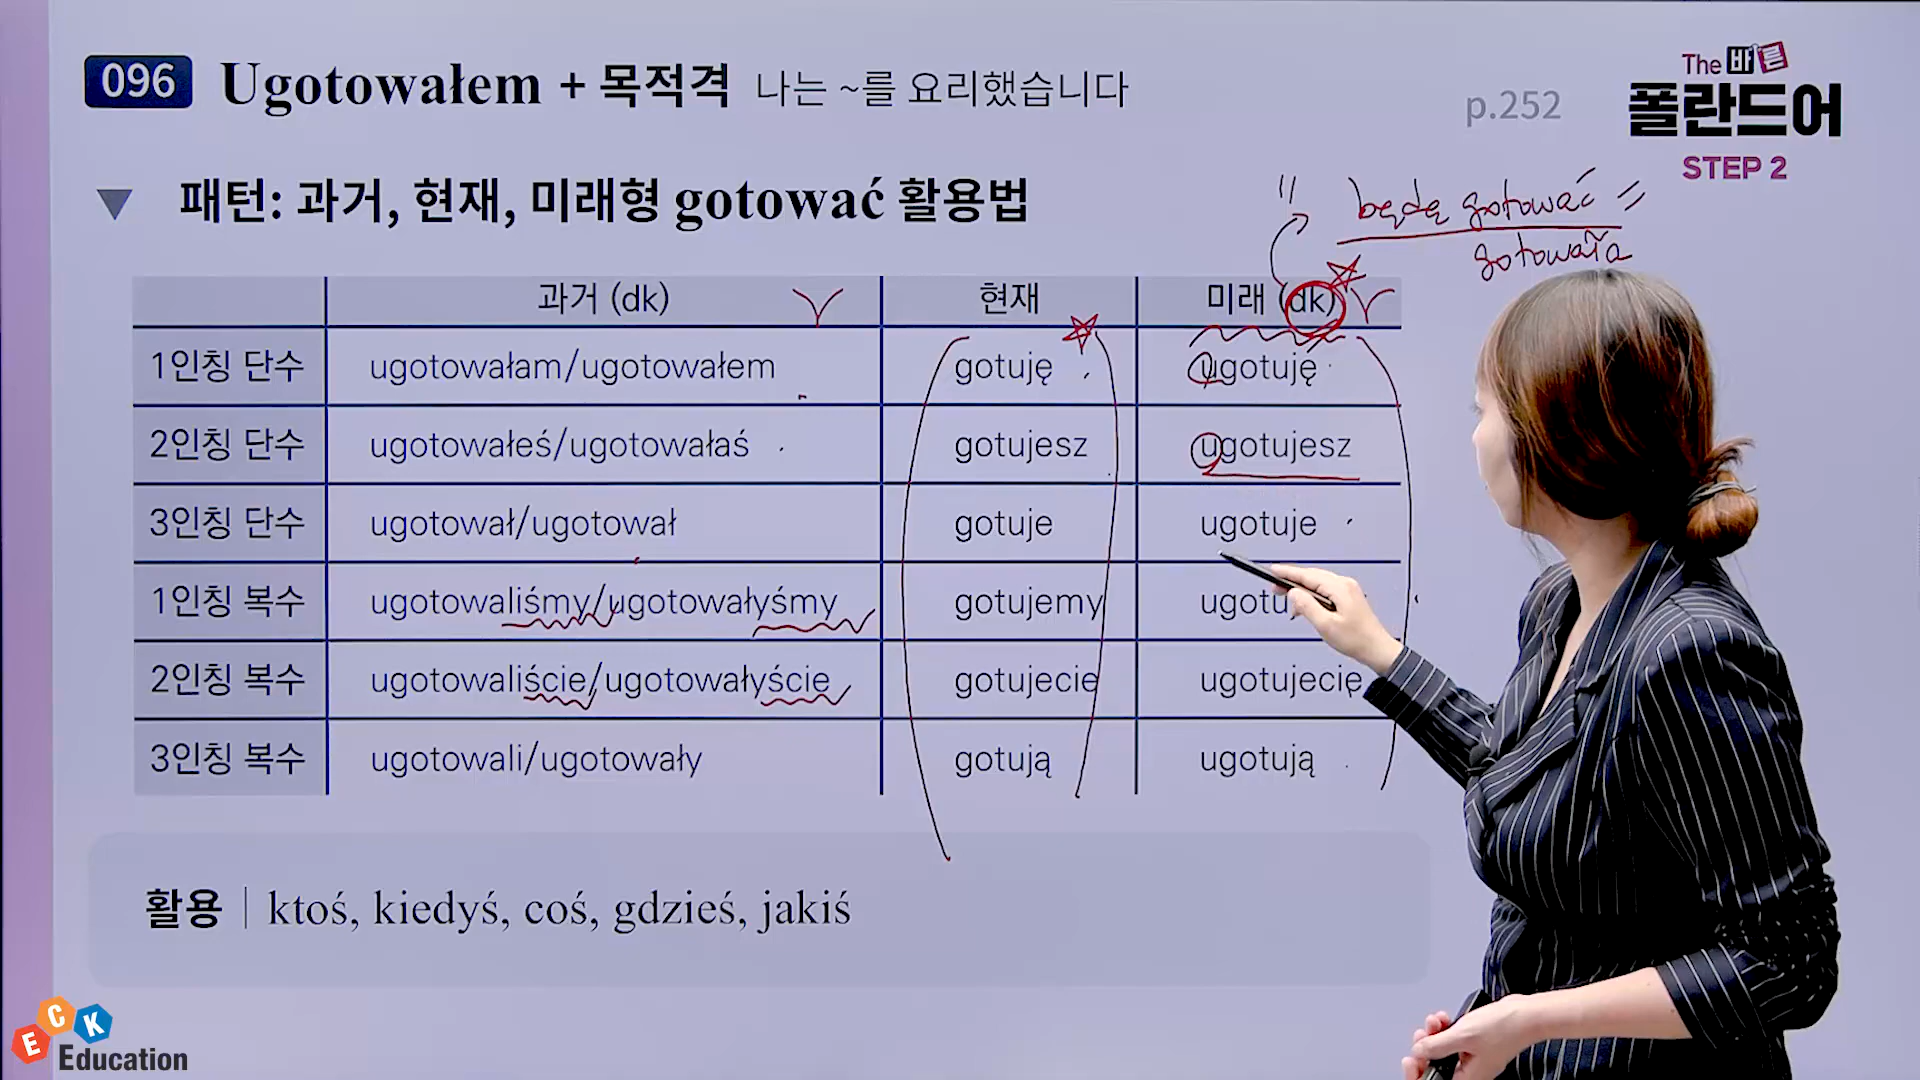 096 Ugotowałem + 목적격 나는 ~를 요리했습니다
p.252
The 바른
폴란드어
STEP 2
패턴: 과거, 현재, 미래형 gotować 활용법
będę gotować =
gotowała
과거 (dk) 현재 미래 (dk)
1인칭 단수 ugotowałam/ugotowałem gotuję ugotuję
2인칭 단수 ugotowałeś/ugotowałaś gotujesz ugotujesz
3인칭 단수 ugotował/ugotował gotuje ugotuje
1인칭 복수 ugotowaliśmy/ugotowałyśmy gotujemy
2인칭 복수 ugotowaliście/ugotowałyście gotujecie ugotujecie
3인칭 복수 ugotowali/ugotowały gotują ugotują
활용 | ktoś, kiedyś, coś, gdzieś, jakiś
ECK
Education